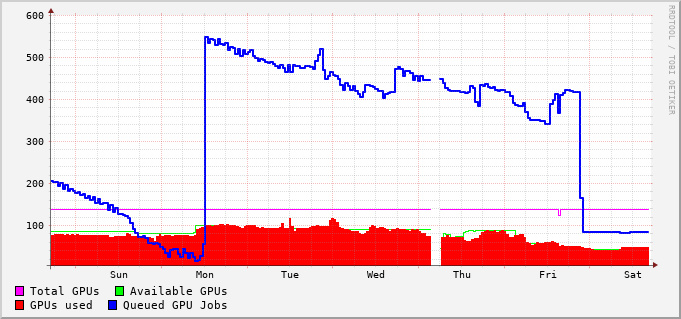 600
500
400
300
200
100
Sun Mon Tue Wed Thu Fri Sat
Total GPUs Available GPUs
GPUs used Queued GPU Jobs
RRDTOOL / TOBI OETIKER